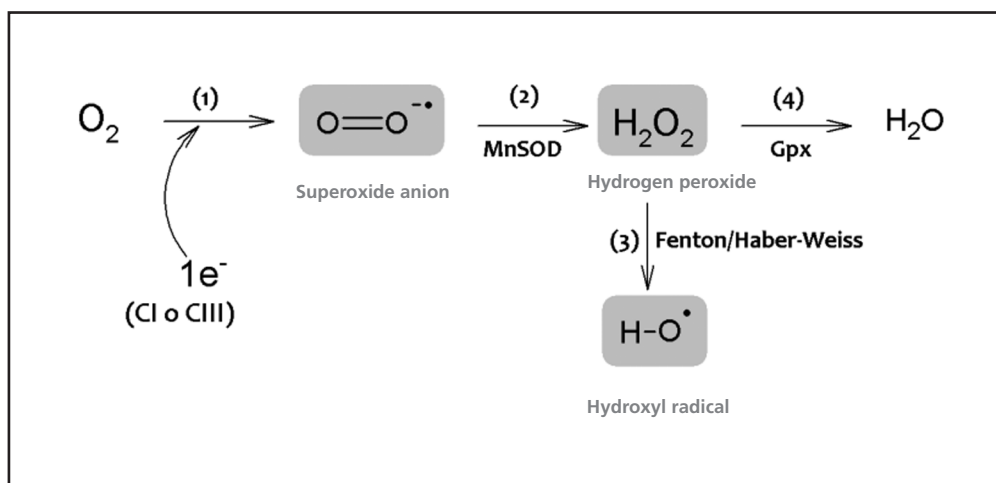 O₂
(1)
1e⁻
(CI o CIII)
O=O⁻•
Superoxide anion
(2)
MnSOD
H₂O₂
Hydrogen peroxide
(4)
Gpx
H₂O
(3) Fenton/Haber-Weiss
H-O•
Hydroxyl radical